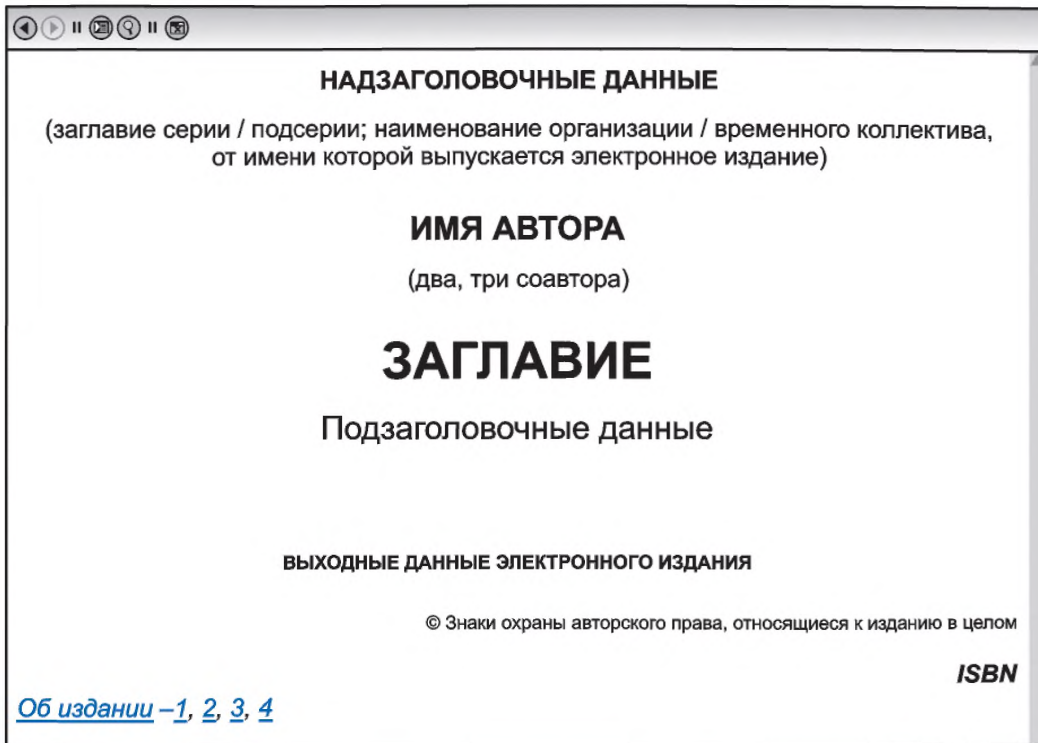 НАДЗАГОЛОВОЧНЫЕ ДАННЫЕ
(заглавие серии / подсерии; наименование организации / временного коллектива,
от имени которой выпускается электронное издание)
ИМЯ АВТОРА
(два, три соавтора)
ЗАГЛАВИЕ
Подзаголовочные данные
ВЫХОДНЫЕ ДАННЫЕ ЭЛЕКТРОННОГО ИЗДАНИЯ
© Знаки охраны авторского права, относящиеся к изданию в целом
ISBN
Об издании –1, 2, 3, 4